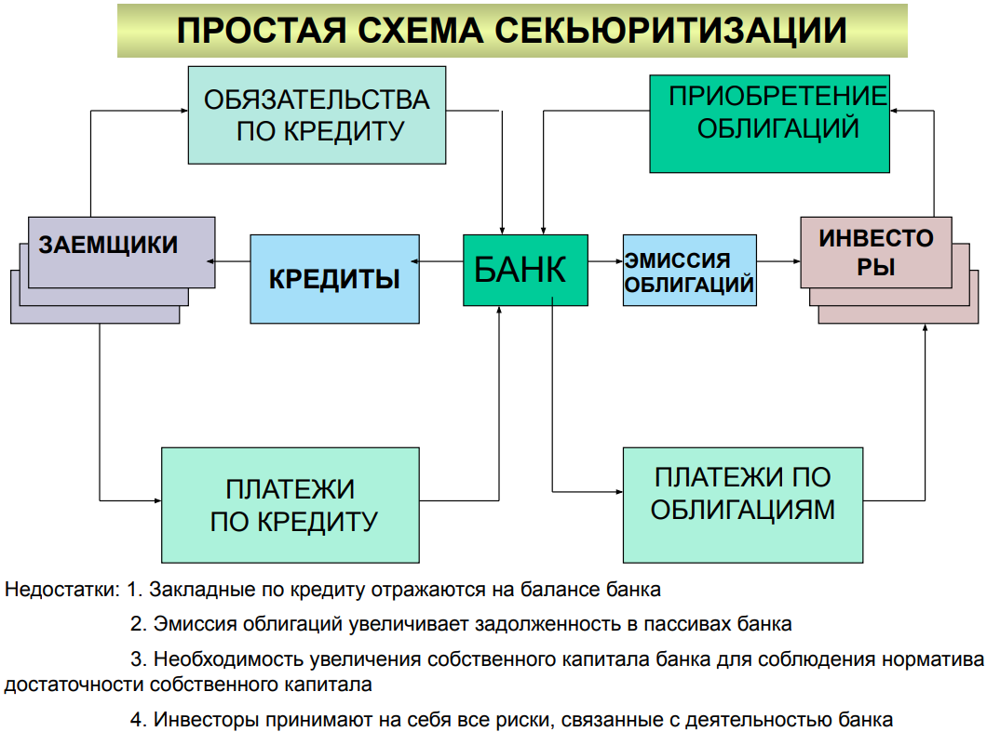 ПРОСТАЯ СХЕМА СЕКЬЮРИТИЗАЦИИ
ОБЯЗАТЕЛЬСТВА
ПО КРЕДИТУ
ПРИОБРЕТЕНИЕ
ОБЛИГАЦИЙ
ЗАЕМЩИКИ
КРЕДИТЫ
БАНК
ЭМИССИЯ
ОБЛИГАЦИЙ
ИНВЕСТО
РЫ
ПЛАТЕЖИ
ПО КРЕДИТУ
ПЛАТЕЖИ ПО
ОБЛИГАЦИЯМ
Недостатки: 1. Закладные по кредиту отражаются на балансе банка
2. Эмиссия облигаций увеличивает задолженность в пассивах банка
3. Необходимость увеличения собственного капитала банка для соблюдения норматива
достаточности собственного капитала
4. Инвесторы принимают на себя все риски, связанные с деятельностью банка